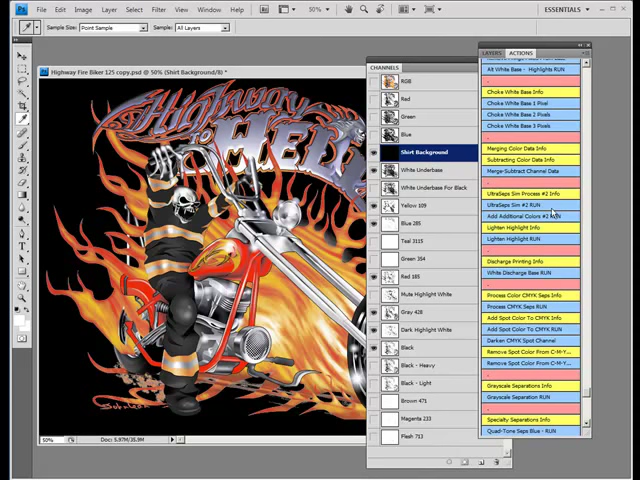 File Edit Image Layer Select Filter View Window Help
50%
ESSENTIALS
Sample Size: Point Sample
Sample: All Layers
Highway Fire Biker 125 copy.psd @ 50% (Shirt Background/8) *
Highway
to HELL
50%
Doc: 5.97M/35.9M
CHANNELS
RGB
Red
Green
Blue
Shirt Background
White Underbase
White Underbase For Black
Yellow 109
Blue 285
Teal 3115
Green 354
Red 185
Mute Highlight White
Gray 428
Dark Highlight White
Black
Black - Heavy
Black - Light
Brown 471
Magenta 233
Flesh 713
LAYERS ACTIONS
Alt White Base - Highlights RUN
Choke White Base Info
Choke White Base 1 Pixel
Choke White Base 2 Pixels
Choke White Base 3 Pixels
Merging Color Data Info
Subtracting Color Data Info
Merge-Subtract Channel Data
UltraSeps Sim Process #2 Info
UltraSeps Sim #2 RUN
Add Additional Colors #2 RUN
Lighten Highlight Info
Lighten Highlight RUN
Discharge Printing Info
White Discharge Base RUN
Process Color CMYK Seps Info
Process CMYK Seps RUN
Add Spot Color To CMYK Info
Add Spot Color To CMYK RUN
Darken CMYK Spot Channel
Remove Spot Color From C-M-Y...
Remove Spot Color From C-M-Y...
Grayscale Separations Info
Grayscale Separation RUN
Specialty Separations Info
Quad-Tone Seps Blue - RUN